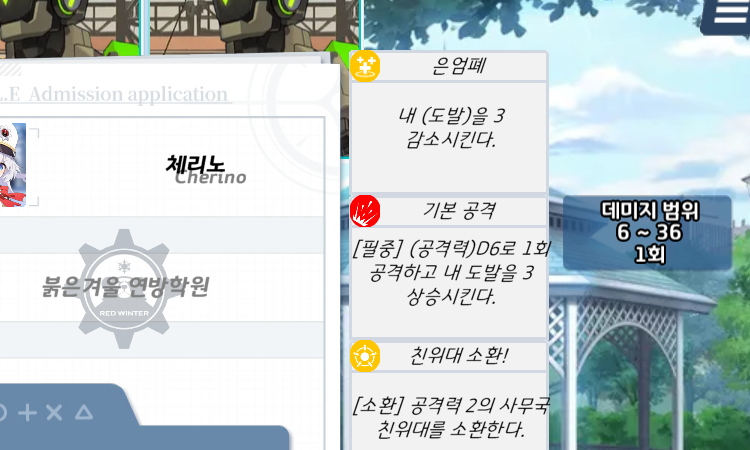 L.E Admission application
체리노
Cherino
붉은겨울 연방학원
RED WINTER
은엄폐
내 (도발)을 3
감소시킨다.
기본 공격
[필중] (공격력)D6로 1회
공격하고 내 도발을 3
상승시킨다.
친위대 소환!
[소환] 공격력 2의 사무국
친위대를 소환한다.
데미지 범위
6 ~ 36
1회